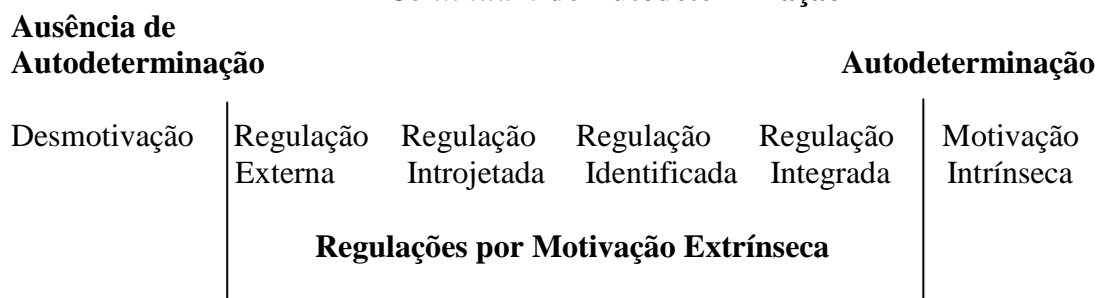 Ausência de
Autodeterminação Autodeterminação
Desmotivação Regulação Regulação Regulação Regulação Motivação
Externa Introjetada Identificada Integrada Intrínseca
Regulações por Motivação Extrínseca